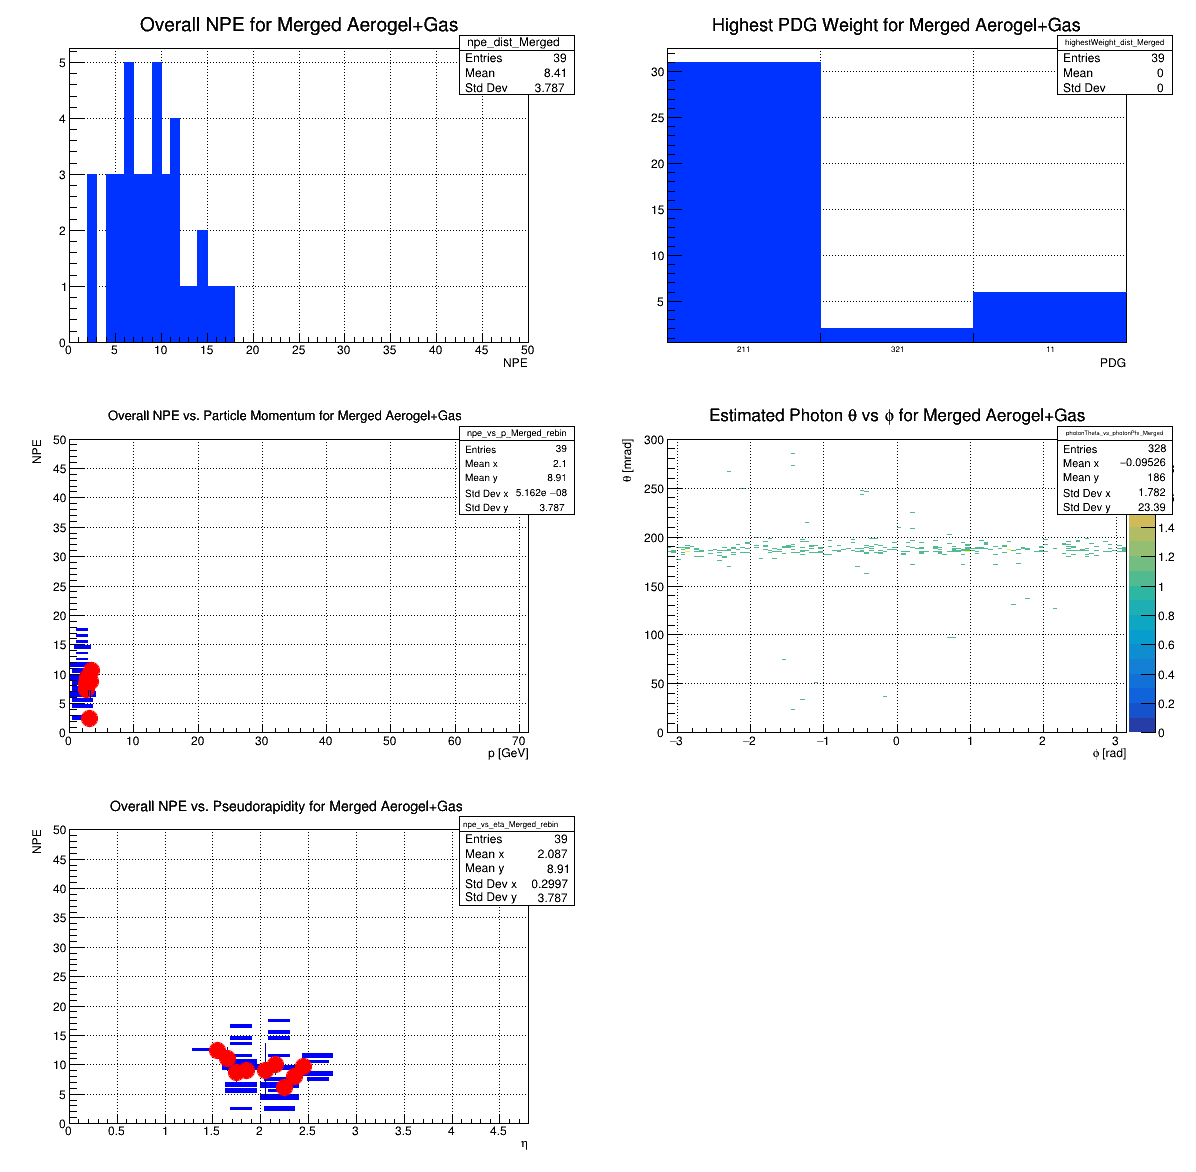 Overall NPE for Merged Aerogel+Gas
npe_dist_Merged
Entries 39
Mean 8.41
Std Dev 3.787
5
4
3
2
1
0
0 5 10 15 20 25 30 35 40 45 50
NPE
Highest PDG Weight for Merged Aerogel+Gas
highestWeight_dist_Merged
Entries 39
Mean 0
Std Dev 0
30
25
20
15
10
5
211 321 11
PDG
Overall NPE vs. Particle Momentum for Merged Aerogel+Gas
npe_vs_p_Merged_rebin
Entries 39
Mean x 2.1
Mean y 8.91
Std Dev x 5.162e −08
Std Dev y 3.787
NPE
50
45
40
35
30
25
20
15
10
5
0
0 10 20 30 40 50 60 70
p [GeV]
Estimated Photon θ vs ϕ for Merged Aerogel+Gas
photonTheta_vs_photonPhi_Merged
Entries 328
Mean x −0.09526
Mean y 186
Std Dev x 1.782
Std Dev y 23.39
θ [mrad]
300
250
200
150
100
50
0
−3 −2 −1 0 1 2 3
ϕ [rad]
1.4
1.2
1
0.8
0.6
0.4
0.2
0
Overall NPE vs. Pseudorapidity for Merged Aerogel+Gas
npe_vs_eta_Merged_rebin
Entries 39
Mean x 2.087
Mean y 8.91
Std Dev x 0.2997
Std Dev y 3.787
NPE
50
45
40
35
30
25
20
15
10
5
0
0 0.5 1 1.5 2 2.5 3 3.5 4 4.5
η